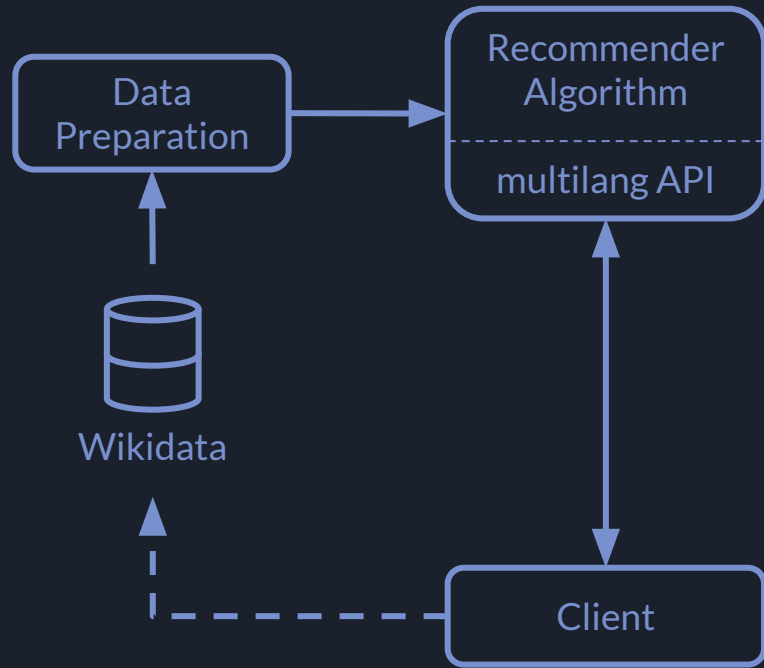 Data
Preparation
Recommender
Algorithm
multilang API
Wikidata
Client